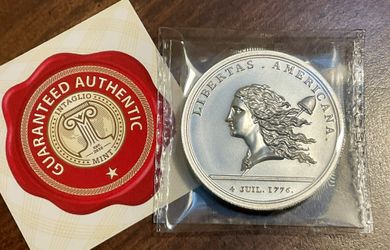 GUARANTEED AUTHENTIC
INTAGLIO
MINT
LIBERTAS . AMERICANA.
4 JUIL. 1776.